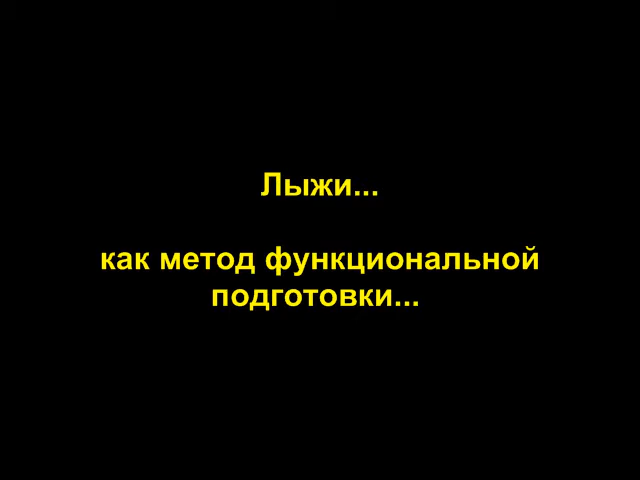 Лыжи...
как метод функциональной
подготовки...